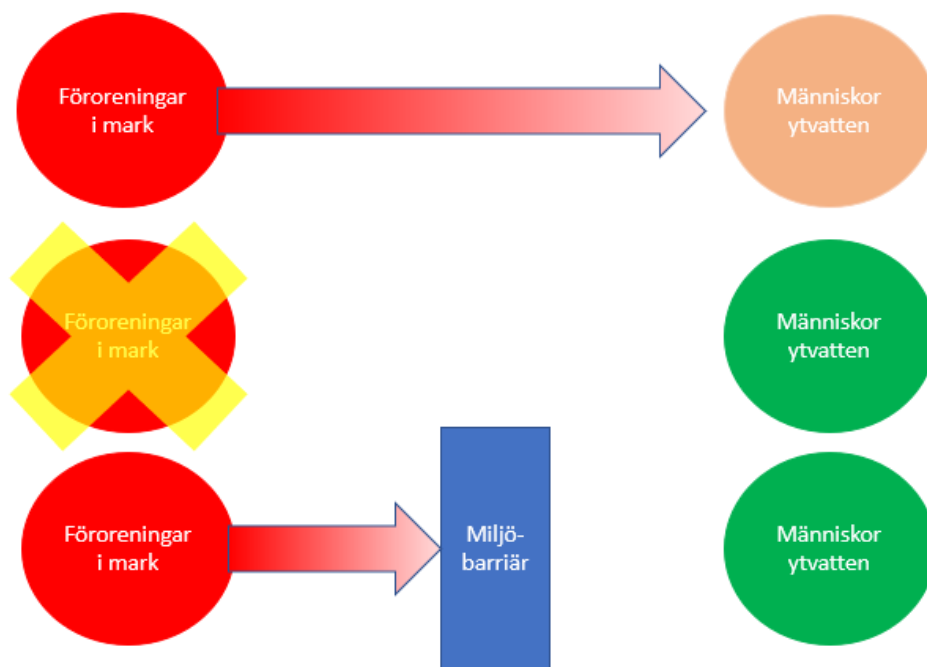 Föroreningar
i mark
Människor
ytvatten
Föroreningar
i mark
Människor
ytvatten
Föroreningar
i mark
Miljö-
barriär
Människor
ytvatten